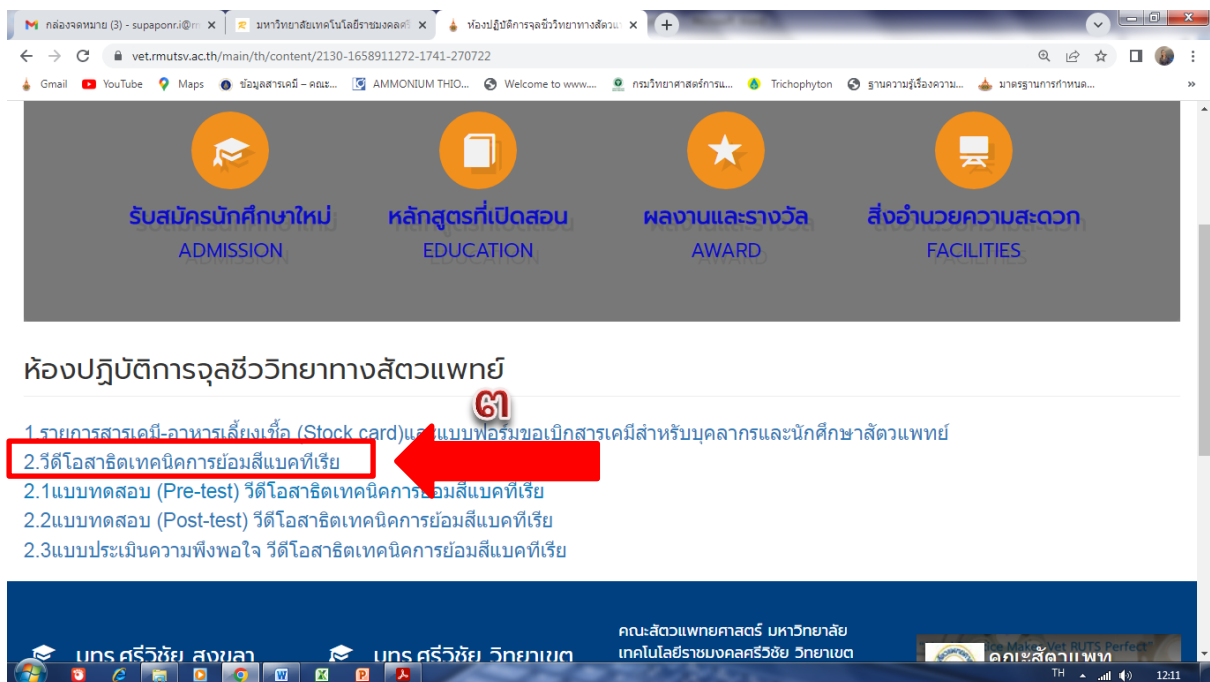 กล่องจดหมาย (3) - supapornr.i@rn
มหาวิทยาลัยเทคโนโลยีราชมงคลศรี
ห้องปฏิบัติการจุลชีววิทยาทางสัตวแ
vet.rmutsv.ac.th/main/th/content/2130-1658911272-1741-270722
Gmail YouTube Maps ข้อมูลสารเคมี – คณะ... AMMONIUM THIO... Welcome to www.... กรมวิทยาศาสตร์การแ... Trichophyton ฐานความรู้เรื่องความ... มาตรฐานการกำหนด...
รับสมัครนักศึกษาใหม่ หลักสูตรที่เปิดสอน ผลงานและรางวัล สิ่งอำนวยความสะดวก
ADMISSION EDUCATION AWARD FACILITIES
ห้องปฏิบัติการจุลชีววิทยาทางสัตวแพทย์
๓
1.รายการสารเคมี-อาหารเลี้ยงเชื้อ (Stock card)และแบบฟอร์มขอเบิกสารเคมีสำหรับบุคลากรและนักศึกษาสัตวแพทย์
2.วีดีโอสาธิตเทคนิคการย้อมสีแบคทีเรีย
2.1แบบทดสอบ (Pre-test) วีดีโอสาธิตเทคนิคการย้อมสีแบคทีเรีย
2.2แบบทดสอบ (Post-test) วีดีโอสาธิตเทคนิคการย้อมสีแบคทีเรีย
2.3แบบประเมินความพึงพอใจ วีดีโอสาธิตเทคนิคการย้อมสีแบคทีเรีย
คณะสัตวแพทยศาสตร์ มหาวิทยาลัย
มทร.ศรีวิชัย สงขลา มทร.ศรีวิชัย วิทยาเขต เทคโนโลยีราชมงคลศรีวิชัย วิทยาเขต
คณะสัตวแพท
TH 12:11